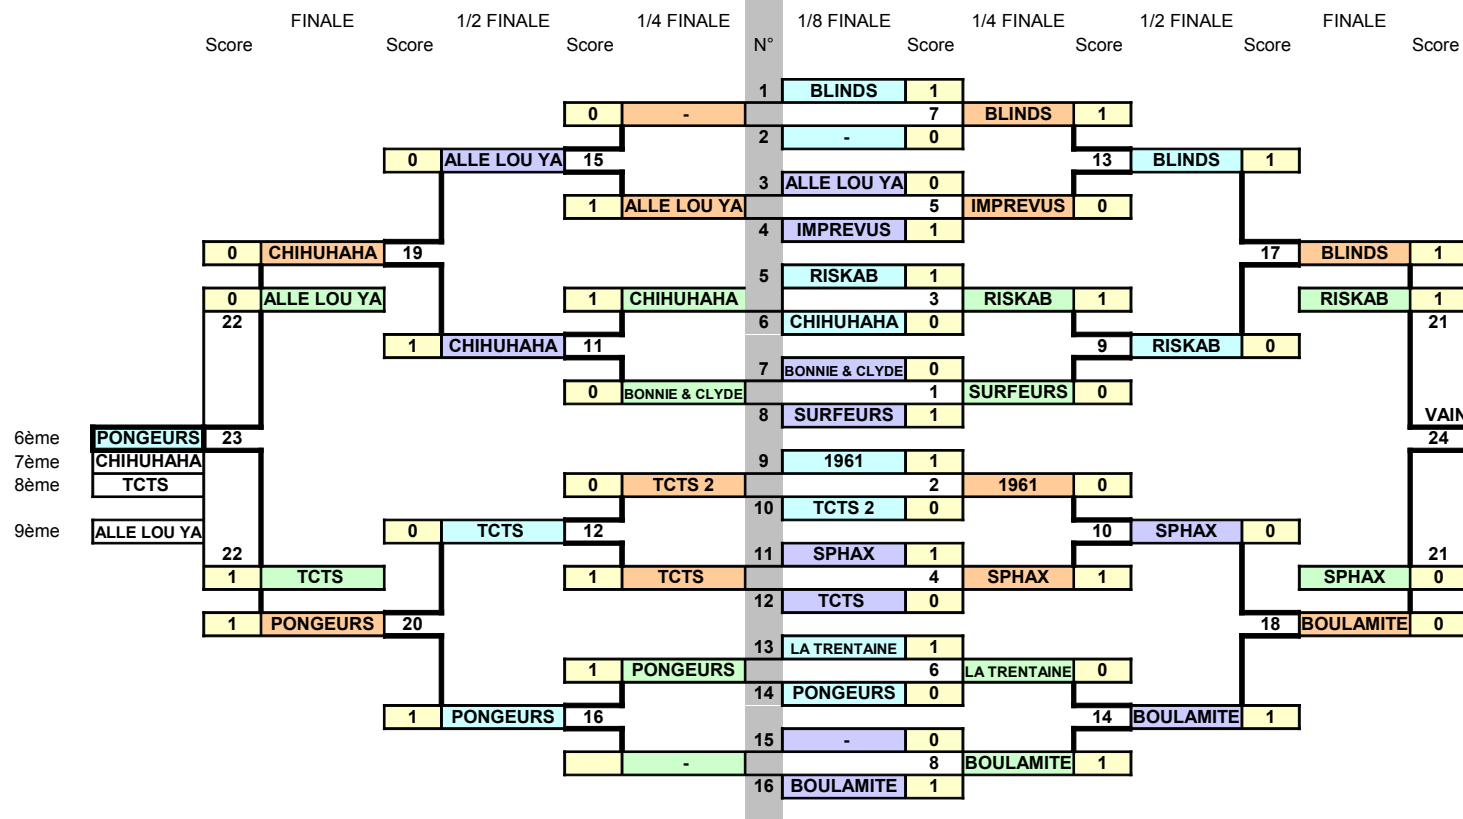 FINALE 1/2 FINALE 1/4 FINALE 1/8 FINALE 1/4 FINALE 1/2 FINALE FINALE
Score Score Score N° Score Score Score Score
1 BLINDS 1
0 - 7 BLINDS 1
2 - 0
0 ALLE LOU YA 15 13 BLINDS 1
3 ALLE LOU YA 0
1 ALLE LOU YA 5 IMPREVUS 0
4 IMPREVUS 1
0 CHIHUHAHA 19 17 BLINDS 1
5 RISKAB 1
0 ALLE LOU YA 1 CHIHUHAHA 3 RISKAB 1 RISKAB 1
22 6 CHIHUHAHA 0 21
1 CHIHUHAHA 11 9 RISKAB 0
7 BONNIE & CLYDE 0
0 BONNIE & CLYDE 1 SURFEURS 0
8 SURFEURS 1 VAIN
6ème PONGEURS 23 24
7ème CHIHUHAHA 9 1961 1
8ème TCTS 0 TCTS 2 2 1961 0
10 TCTS 2 0
9ème ALLE LOU YA 0 TCTS 12 10 SPHAX 0
22 11 SPHAX 1 21
1 TCTS 1 TCTS 4 SPHAX 1 SPHAX 0
12 TCTS 0
1 PONGEURS 20 18 BOULAMITE 0
13 LA TRENTAINE 1
1 PONGEURS 6 LA TRENTAINE 0
14 PONGEURS 0
1 PONGEURS 16 14 BOULAMITE 1
15 - 0
- 8 BOULAMITE 1
16 BOULAMITE 1